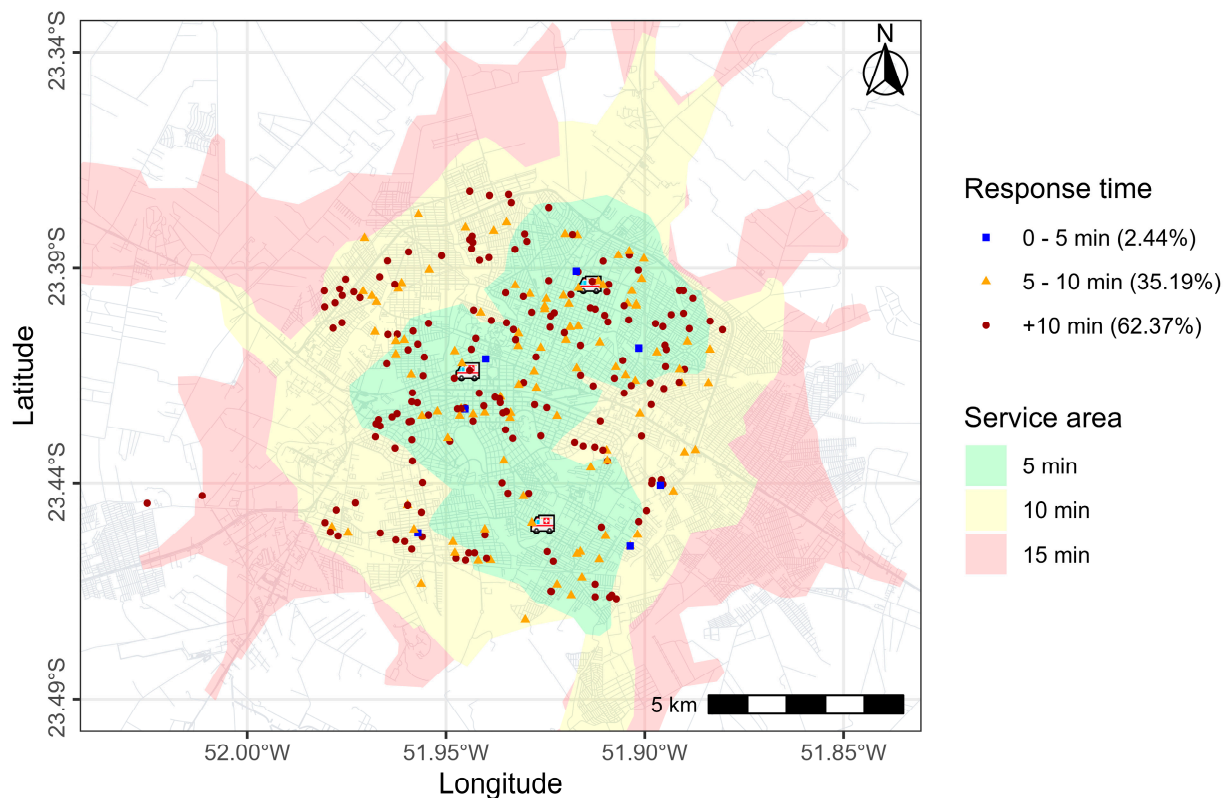 N
23.34°S
23.39°S
23.44°S
23.49°S
Latitude
52.00°W
51.95°W
51.90°W
51.85°W
Longitude
5 km
Response time
0 - 5 min (2.44%)
5 - 10 min (35.19%)
+10 min (62.37%)
Service area
5 min
10 min
15 min